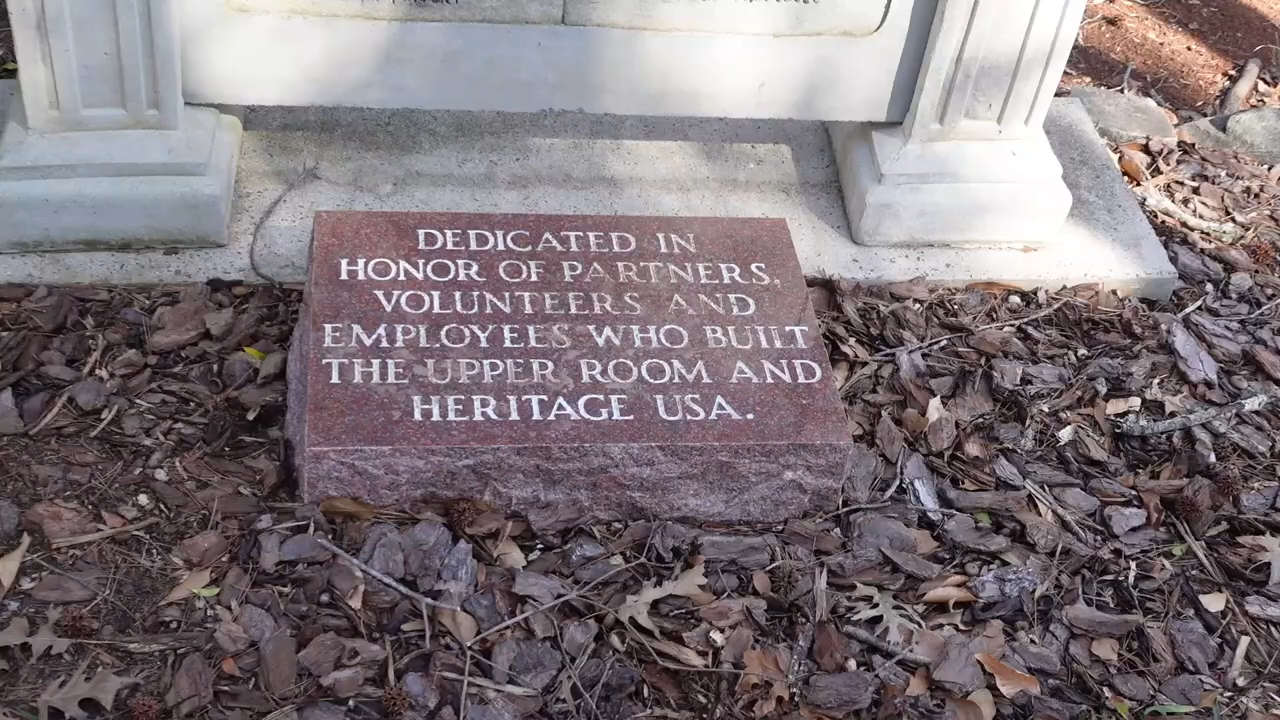 DEDICATED IN
HONOR OF PARTNERS,
VOLUNTEERS AND
EMPLOYEES WHO BUILT
THE UPPER ROOM AND
HERITAGE USA.